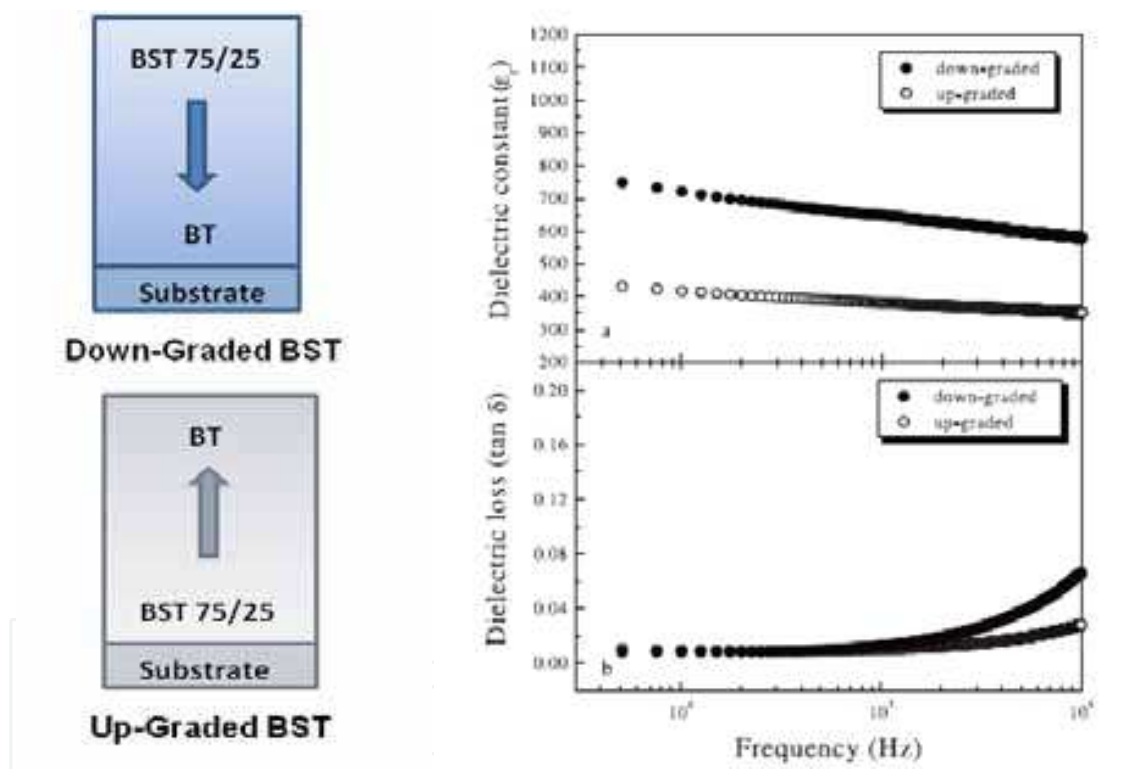 BST 75/25
BT
Substrate
Down-Graded BST
BT
BST 75/25
Substrate
Up-Graded BST
Dielectric constant (εr)
1200
1100
1000
900
800
700
600
500
400
300
200
down-graded
up-graded
a
Dielectric loss (tan δ)
0.20
0.16
0.12
0.08
0.04
0.00
down-graded
up-graded
b
Frequency (Hz)